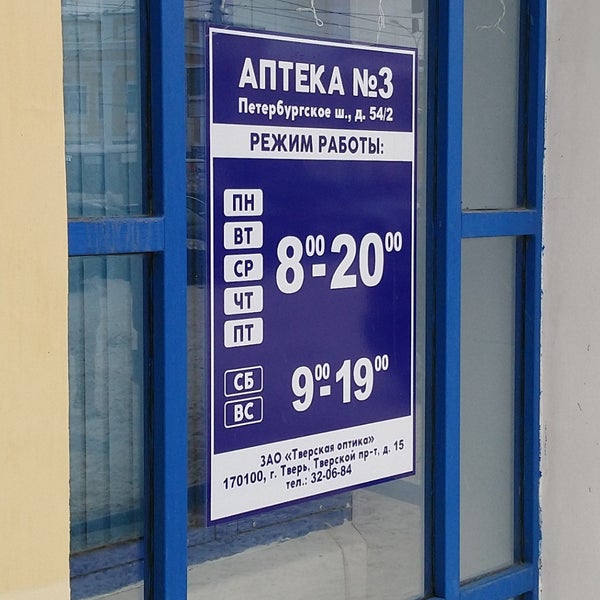 АПТЕКА №3
Петербургское ш., д. 54/2
РЕЖИМ РАБОТЫ:
ПН
ВТ
СР
ЧТ
ПТ
8⁰⁰-20⁰⁰
СБ
ВС
9⁰⁰-19⁰⁰
ЗАО «Тверская оптика»
170100, г. Тверь, Тверской пр-т, д. 15
тел.: 32-06-84